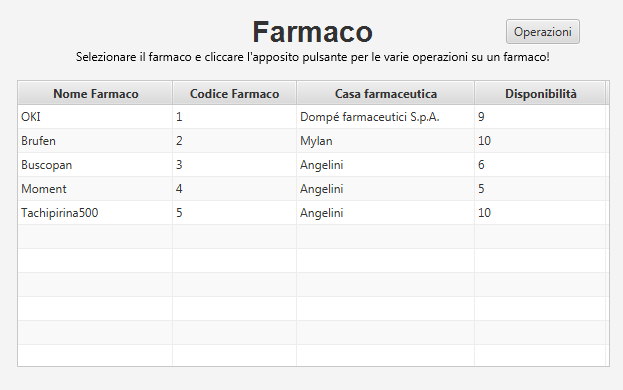 Farmaco
Operazioni
Selezionare il farmaco e cliccare l'apposito pulsante per le varie operazioni su un farmaco!
Nome Farmaco Codice Farmaco Casa farmaceutica Disponibilità
OKI 1 Dompé farmaceutici S.p.A. 9
Brufen 2 Mylan 10
Buscopan 3 Angelini 6
Moment 4 Angelini 5
Tachipirina500 5 Angelini 10